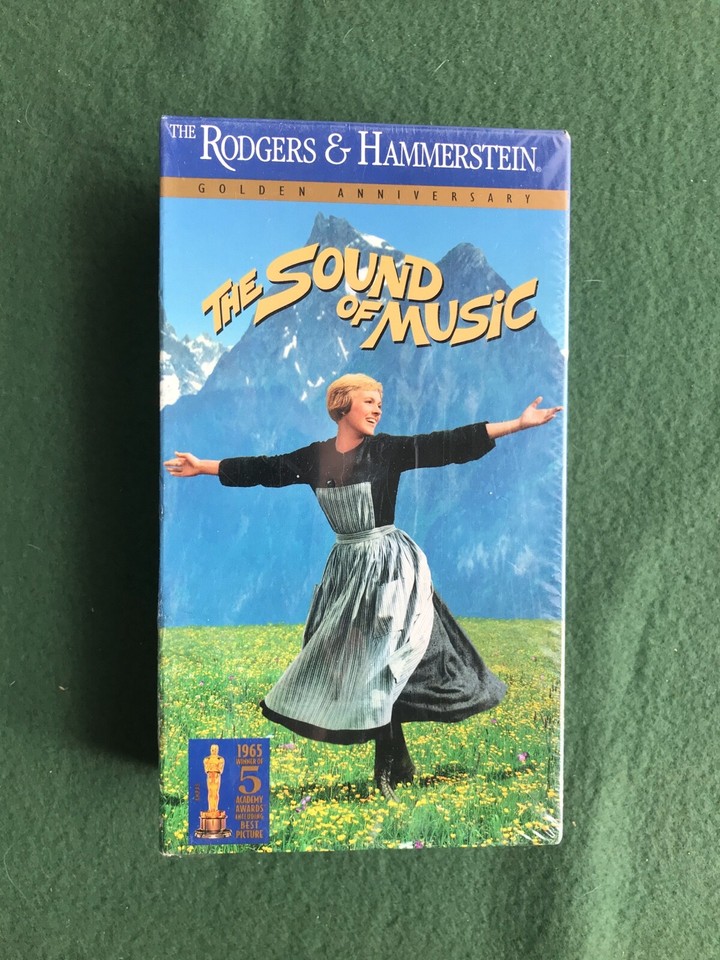 THE RODGERS & HAMMERSTEIN®
GOLDEN ANNIVERSARY
THE SOUND
OF MUSIC
1965
WINNER OF
5
ACADEMY
AWARDS
INCLUDING
BEST
PICTURE